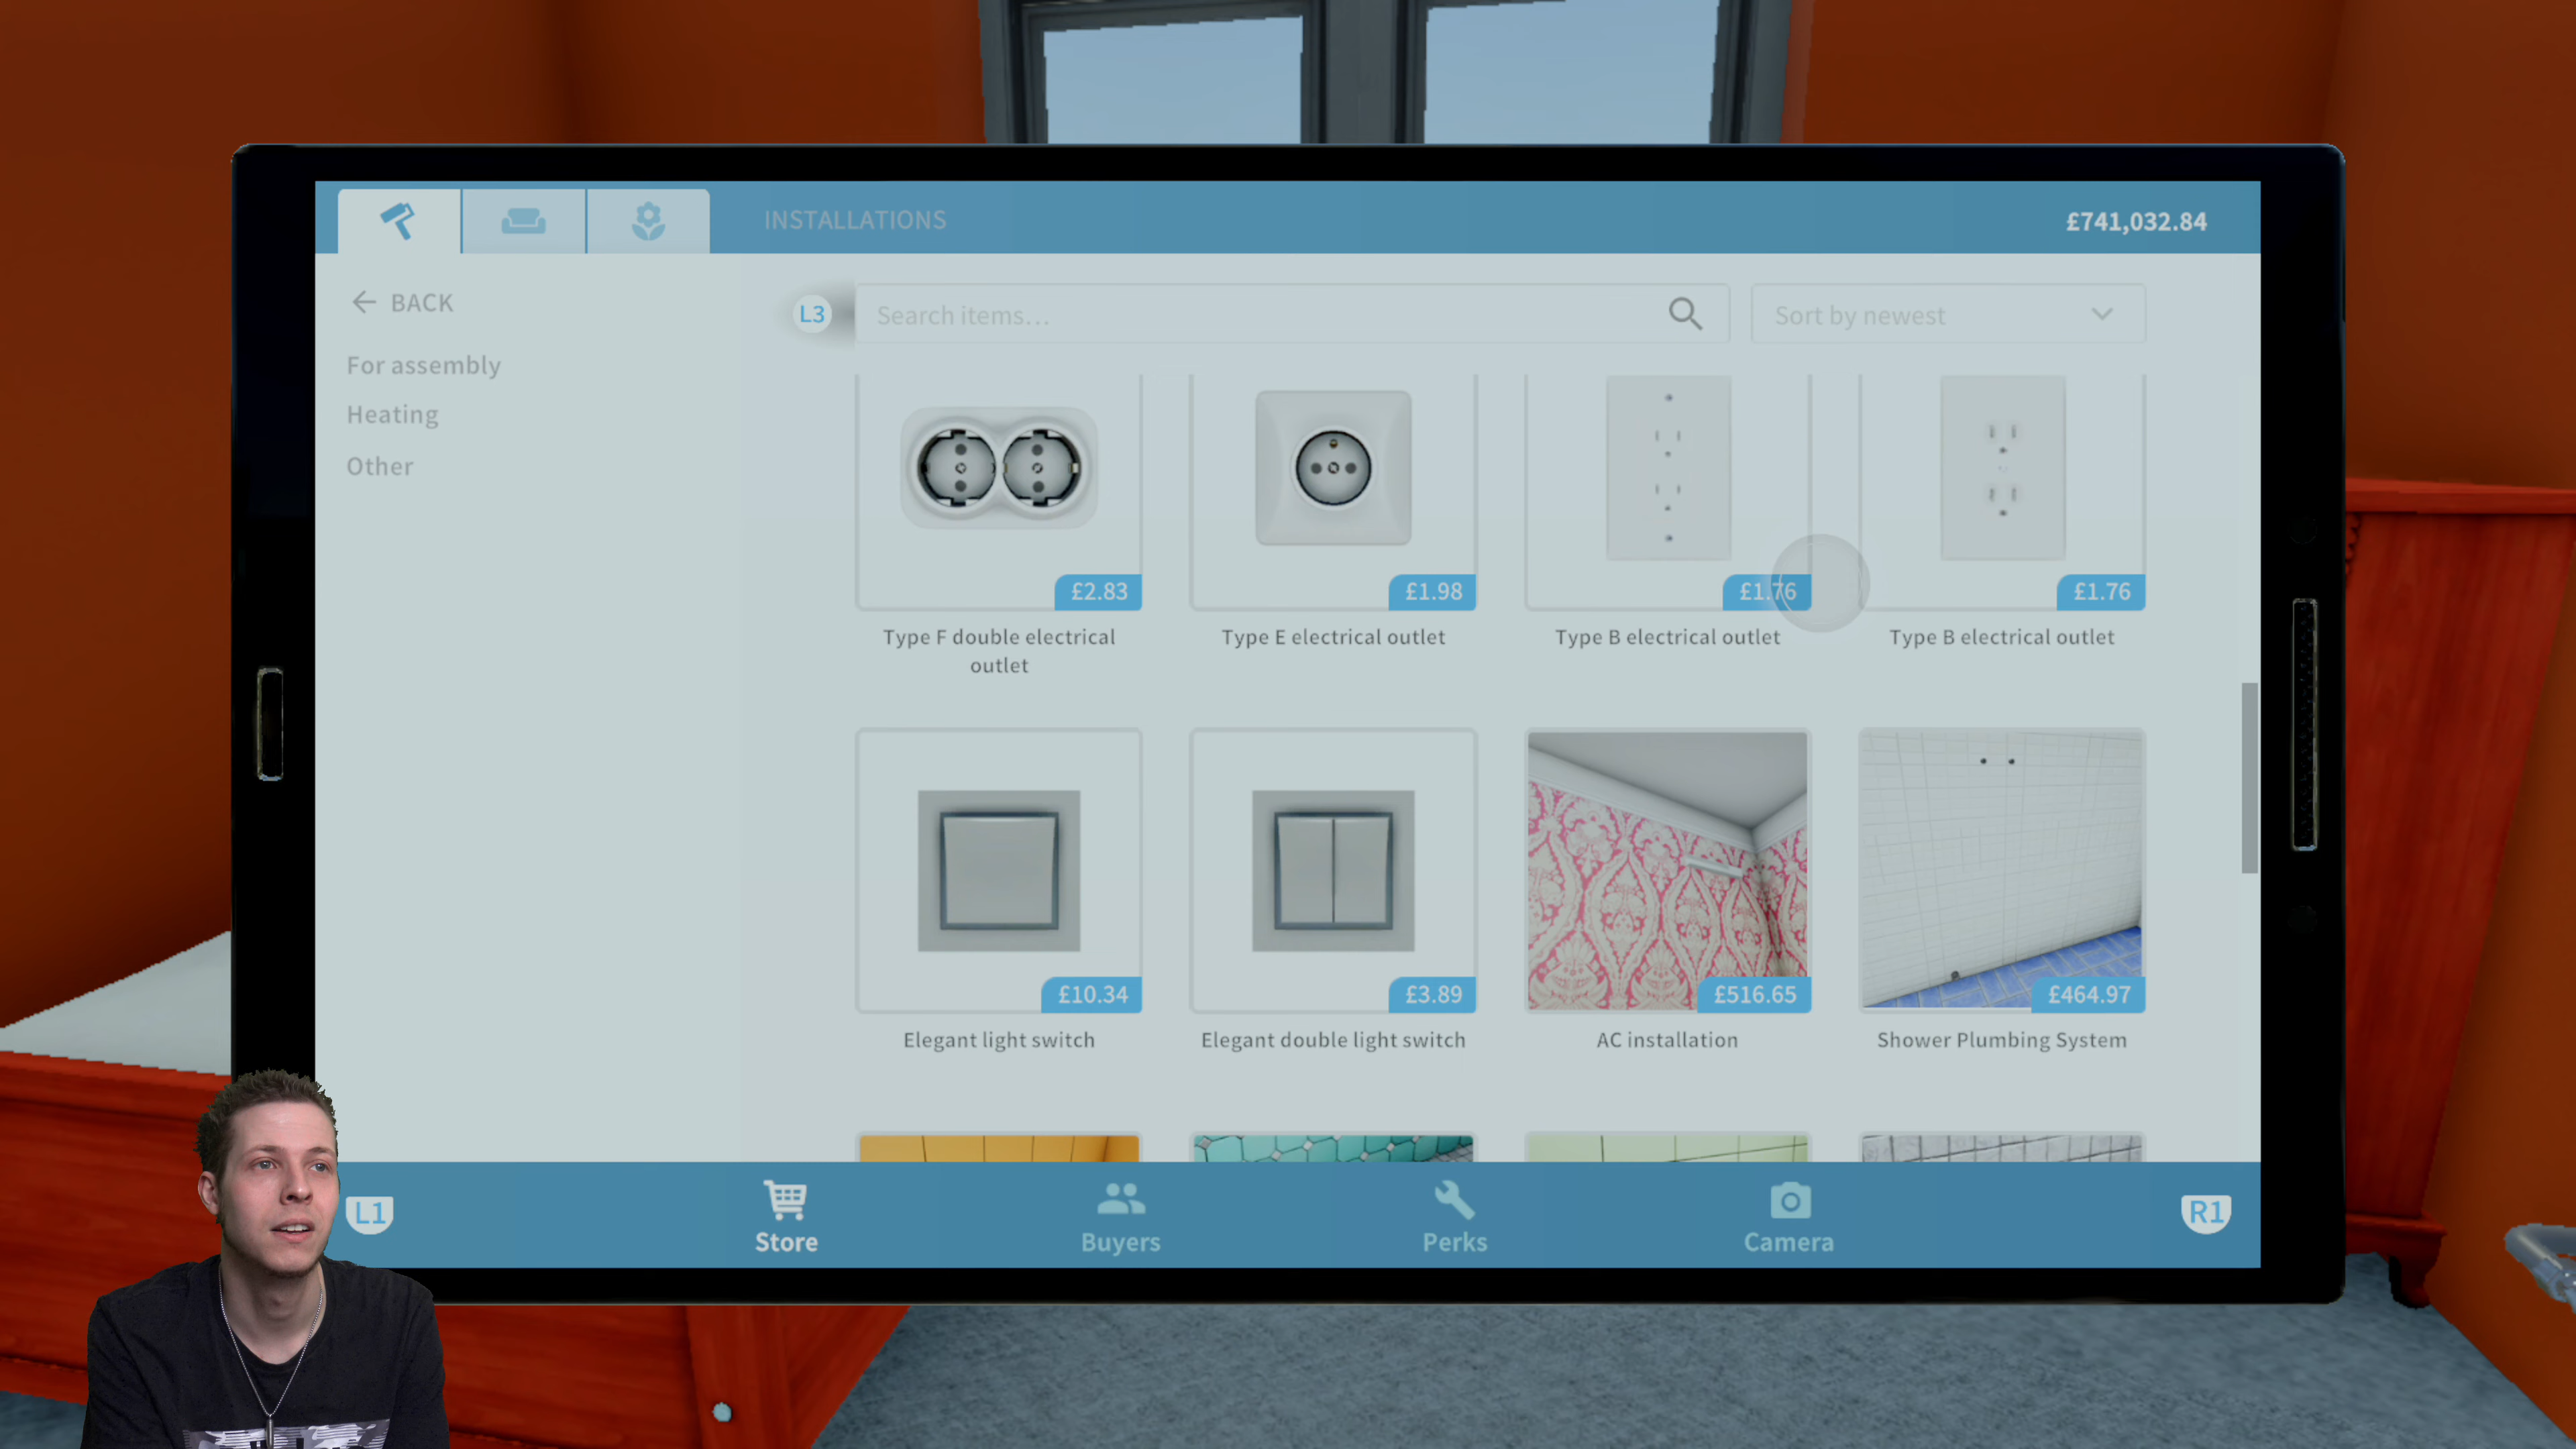 INSTALLATIONS
£741,032.84
BACK
L3
Search items...
Sort by newest
For assembly
Heating
Other
£2.83
£1.98
£1.76
£1.76
Type F double electrical
outlet
Type E electrical outlet
Type B electrical outlet
Type B electrical outlet
£10.34
£3.89
£516.65
£464.97
Elegant light switch
Elegant double light switch
AC installation
Shower Plumbing System
L1
Store
Buyers
Perks
Camera
R1